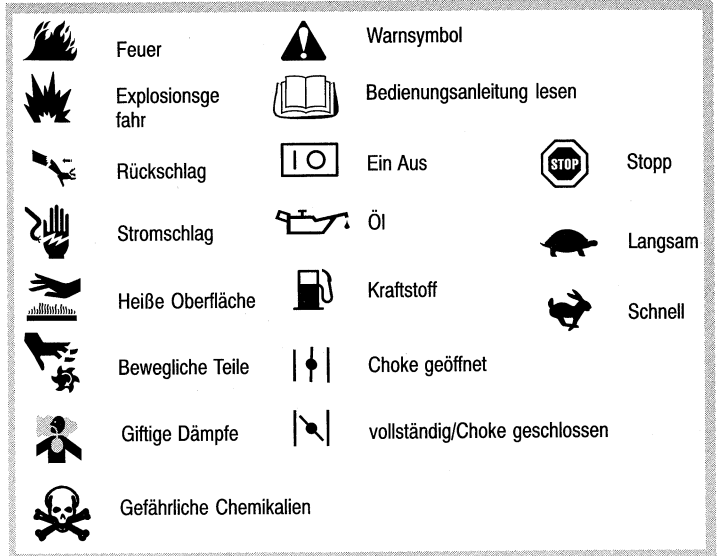 Feuer
Explosionsge
fahr
Rückschlag
Stromschlag
Heiße Oberfläche
Bewegliche Teile
Giftige Dämpfe
Gefährliche Chemikalien
Warnsymbol
Bedienungsanleitung lesen
Ein Aus
Öl
Kraftstoff
Choke geöffnet
vollständig/Choke geschlossen
STOP
Stopp
Langsam
Schnell